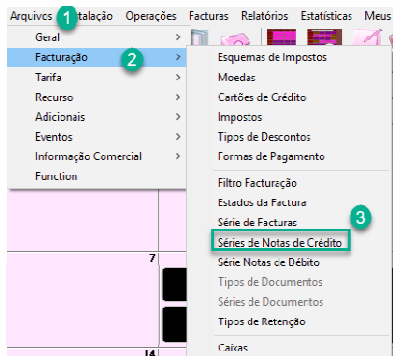 Arquivos 1 talação Operações Facturas Relatórios Estatísticas Meus
Geral
Facturação 2
Tarifa
Recurso
Adicionais
Eventos
Informação Comercial
Function
Esquemas de Impostos
Moedas
Cartões de Crédito
Impostos
Tipos de Descontos
Formas de Pagamento
Filtro Facturação
Estados da Factura
Série de Facturas
3
Séries de Notas de Crédito
Série Notas de Débito
Tipos de Documentos
Séries de Documentos
Tipos de Retenção
Caixas
7
14